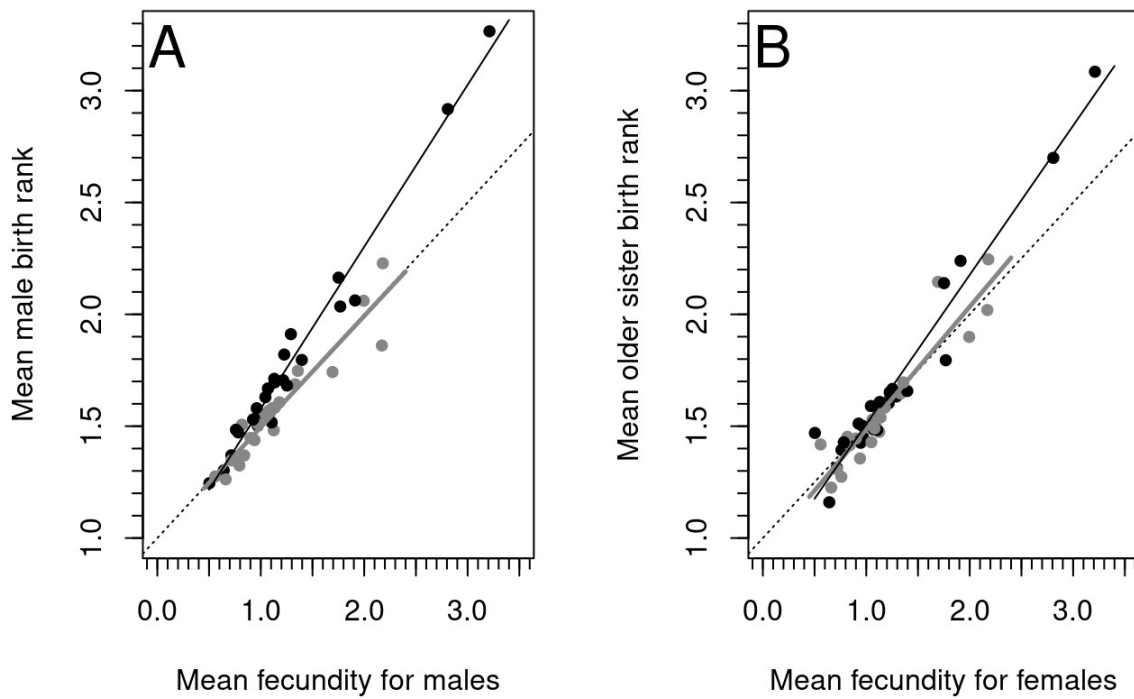 A
Mean male birth rank
3.0
2.5
2.0
1.5
1.0
0.0 1.0 2.0 3.0
Mean fecundity for males
B
Mean older sister birth rank
3.0
2.5
2.0
1.5
1.0
0.0 1.0 2.0 3.0
Mean fecundity for females